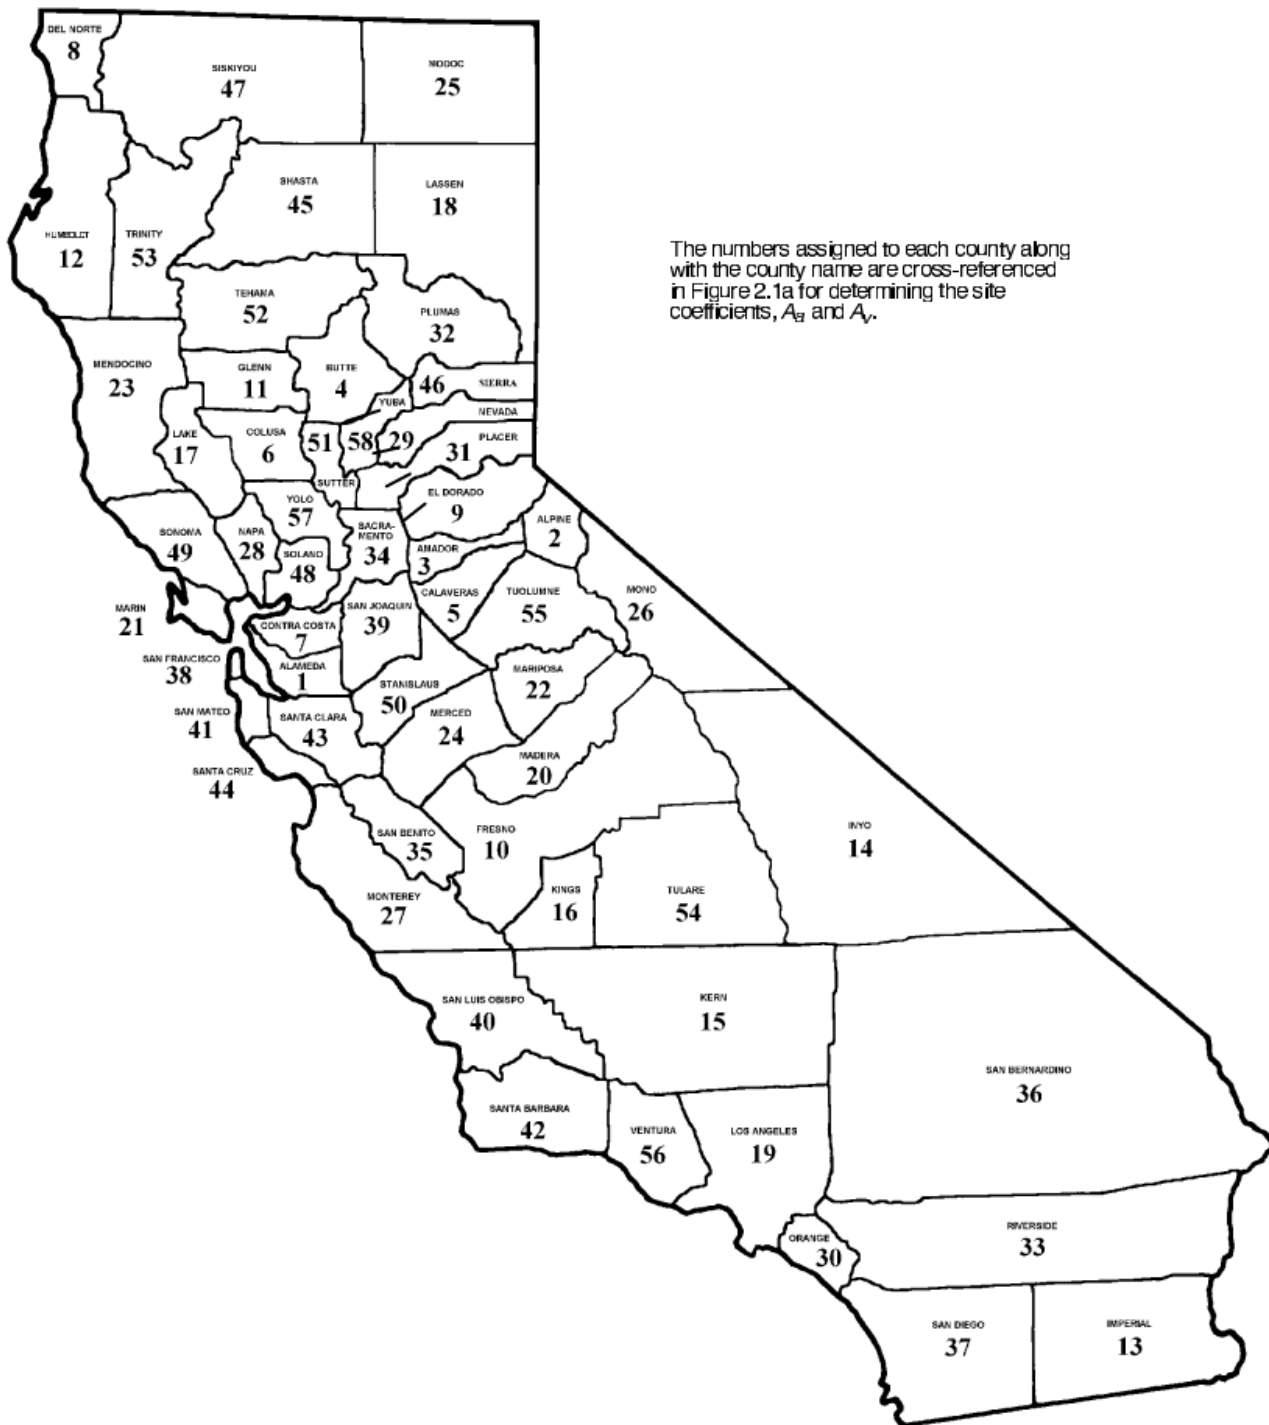 DEL NORTE
8
SISKIYOU
47
MODOC
25
SHASTA
45
LASSEN
18
HUMBOLDT
12
TRINITY
53
The numbers assigned to each county along
with the county name are cross-referenced
in Figure 2.1a for determining the site
coefficients, Aa and Av.
TEHAMA
52
PLUMAS
32
MENDOCINO
23
GLENN
11
BUTTE
4
46 SIERRA
YUBA
58
NEVADA
29
LAKE
17
COLUSA
6
51
SUTTER
PLACER
31
YOLO
57
EL DORADO
9
SONOMA
49
NAPA
28
SACRA-
MENTO
34
ALPINE
2
SOLANO
48
AMADOR
3
CALAVERAS
5
TUOLUMNE
55
MONO
26
MARIN
21
CONTRA COSTA
7
SAN JOAQUIN
39
SAN FRANCISCO
38
ALAMEDA
1
STANISLAUS
50
MARIPOSA
22
SAN MATEO
41
SANTA CLARA
43
MERCED
24
SANTA CRUZ
44
MADERA
20
SAN BENITO
35
FRESNO
10
INYO
14
MONTEREY
27
KINGS
16
TULARE
54
SAN LUIS OBISPO
40
KERN
15
SAN BERNARDINO
36
SANTA BARBARA
42
VENTURA
56
LOS ANGELES
19
ORANGE
30
RIVERSIDE
33
SAN DIEGO
37
IMPERIAL
13